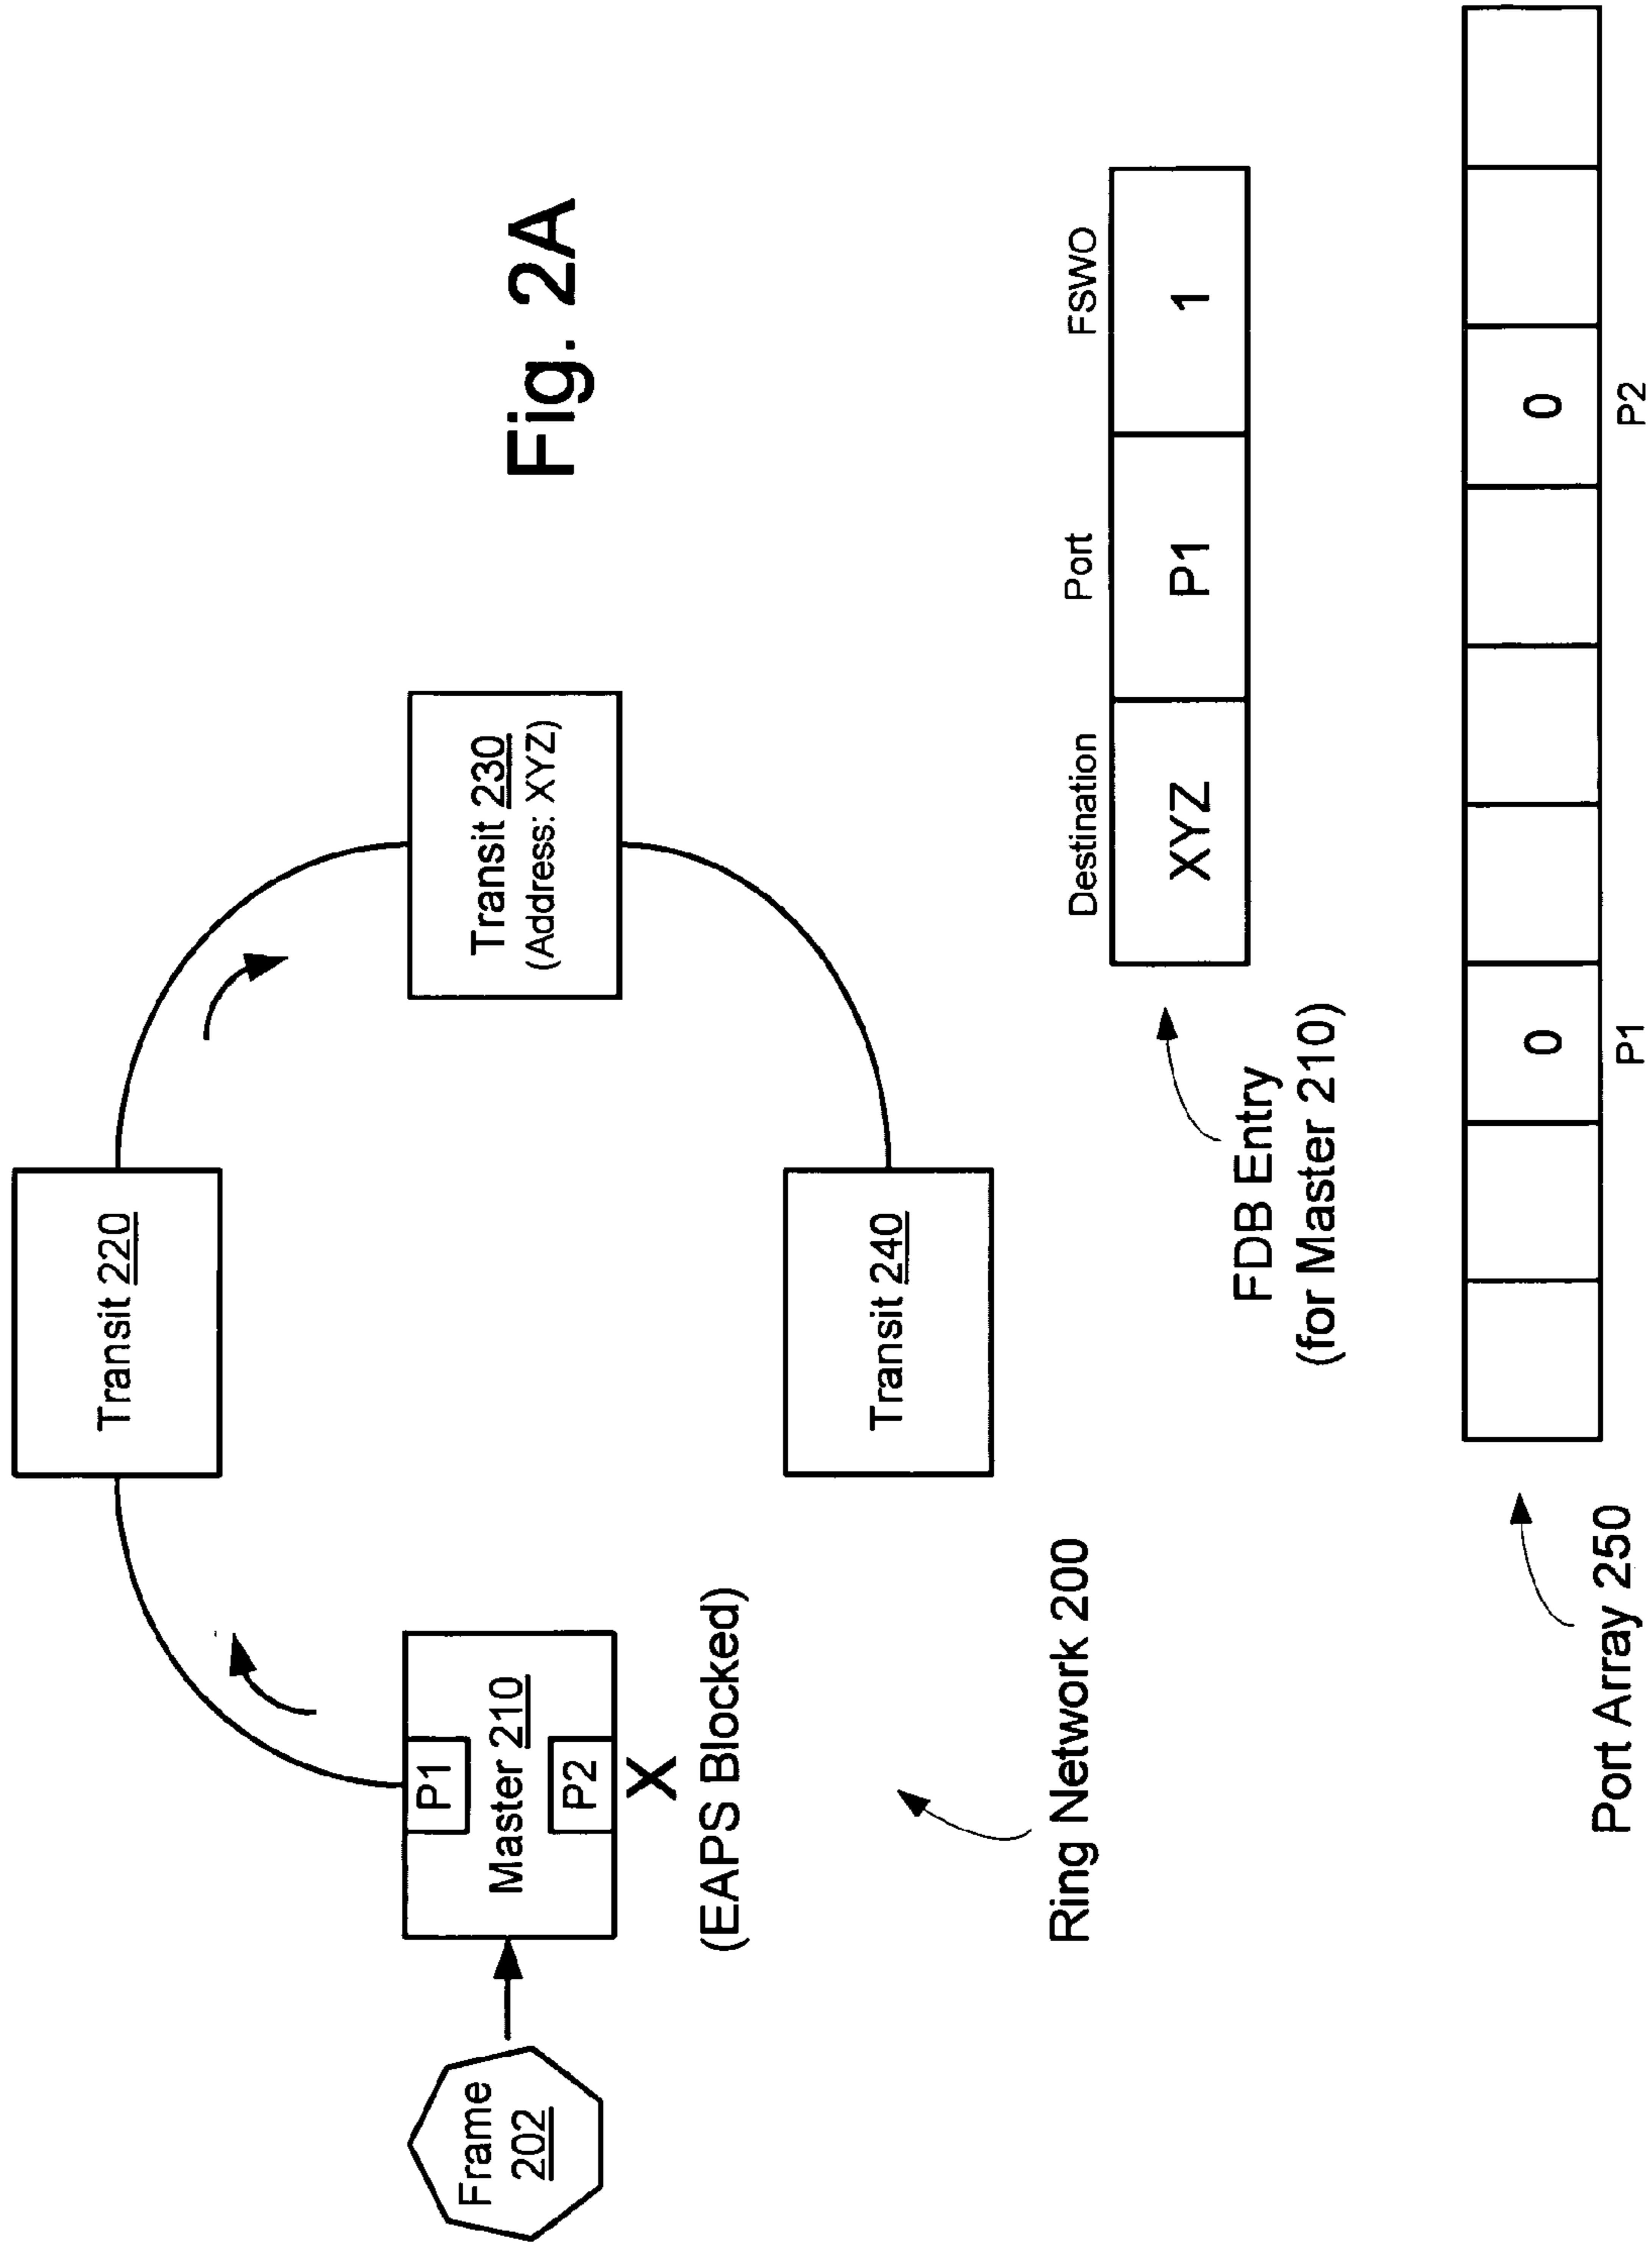 Fig. 2A
Transit 220
Frame
202
P1
Master 210
P2
X
(EAPS Blocked)
Transit 230
(Address: XYZ)
Transit 240
Ring Network 200
FDB Entry
(for Master 210)
Destination Port FSWO
XYZ P1 1
Port Array 250
0 0
P1 P2